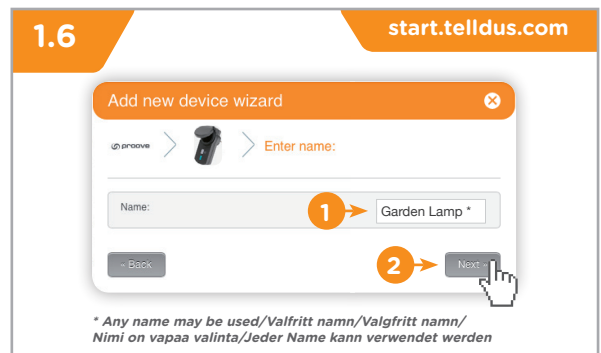 1.6
start.telldus.com
Add new device wizard
proove
Enter name:
Name:
1
Garden Lamp *
« Back
2
Next »
* Any name may be used/Valfritt namn/Valgfritt namn/
Nimi on vapaa valinta/Jeder Name kann verwendet werden